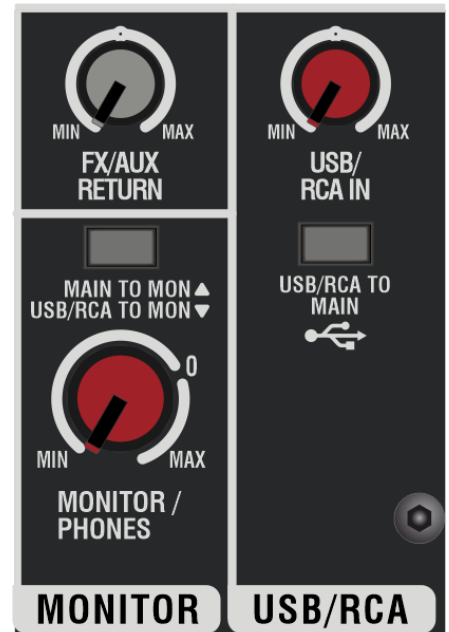 MIN MAX
FX/AUX
RETURN
MAIN TO MON ▲
USB/RCA TO MON ▼
0
MIN MAX
MONITOR /
PHONES
MONITOR
MIN MAX
USB/
RCA IN
USB/RCA TO
MAIN
USB/RCA